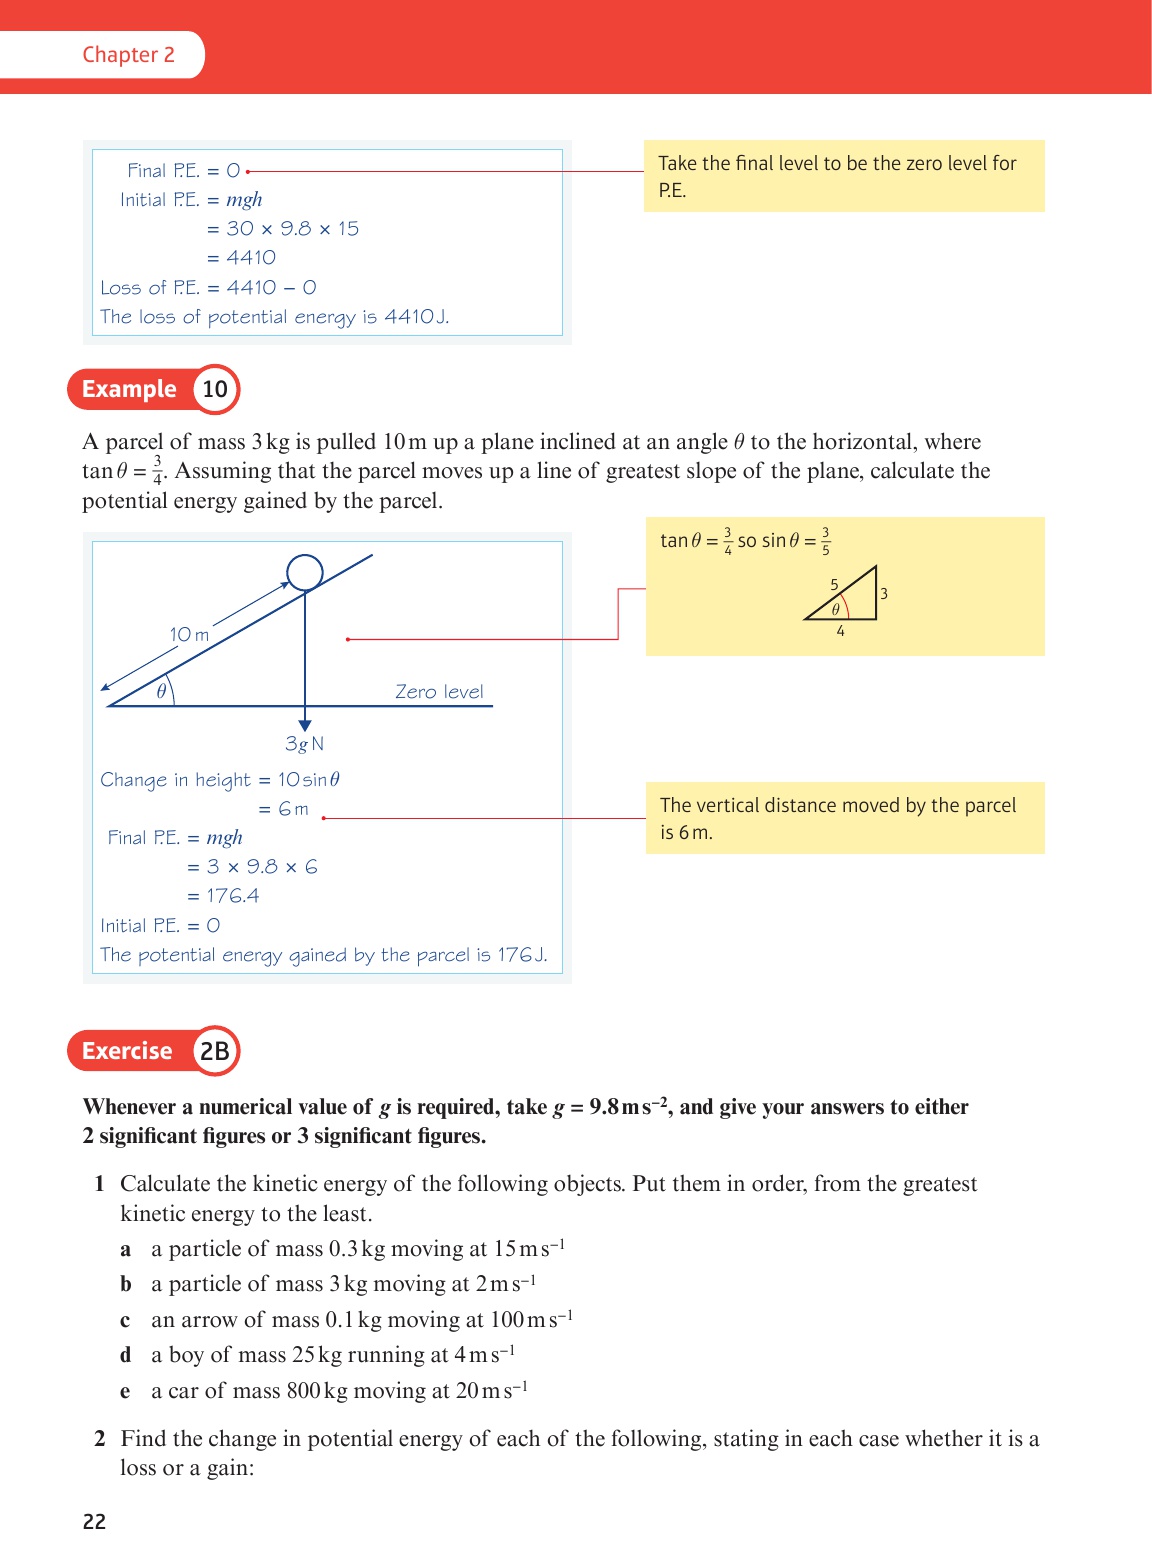 Chapter 2
Final P.E. = 0
Initial P.E. = mgh
= 30 × 9.8 × 15
= 4410
Loss of P.E. = 4410 − 0
The loss of potential energy is 4410 J.
Take the final level to be the zero level for
P.E.
Example 10
A parcel of mass 3 kg is pulled 10 m up a plane inclined at an angle θ to the horizontal, where
tan θ = 3/4. Assuming that the parcel moves up a line of greatest slope of the plane, calculate the
potential energy gained by the parcel.
10 m
θ
Zero level
3g N
tan θ = 3/4 so sin θ = 3/5
5
3
θ
4
Change in height = 10 sin θ
= 6 m
The vertical distance moved by the parcel
is 6 m.
Final P.E. = mgh
= 3 × 9.8 × 6
= 176.4
Initial P.E. = 0
The potential energy gained by the parcel is 176 J.
Exercise 2B
Whenever a numerical value of g is required, take g = 9.8 m s⁻², and give your answers to either
2 significant figures or 3 significant figures.
1 Calculate the kinetic energy of the following objects. Put them in order, from the greatest
kinetic energy to the least.
a a particle of mass 0.3 kg moving at 15 m s⁻¹
b a particle of mass 3 kg moving at 2 m s⁻¹
c an arrow of mass 0.1 kg moving at 100 m s⁻¹
d a boy of mass 25 kg running at 4 m s⁻¹
e a car of mass 800 kg moving at 20 m s⁻¹
2 Find the change in potential energy of each of the following, stating in each case whether it is a
loss or a gain:
22